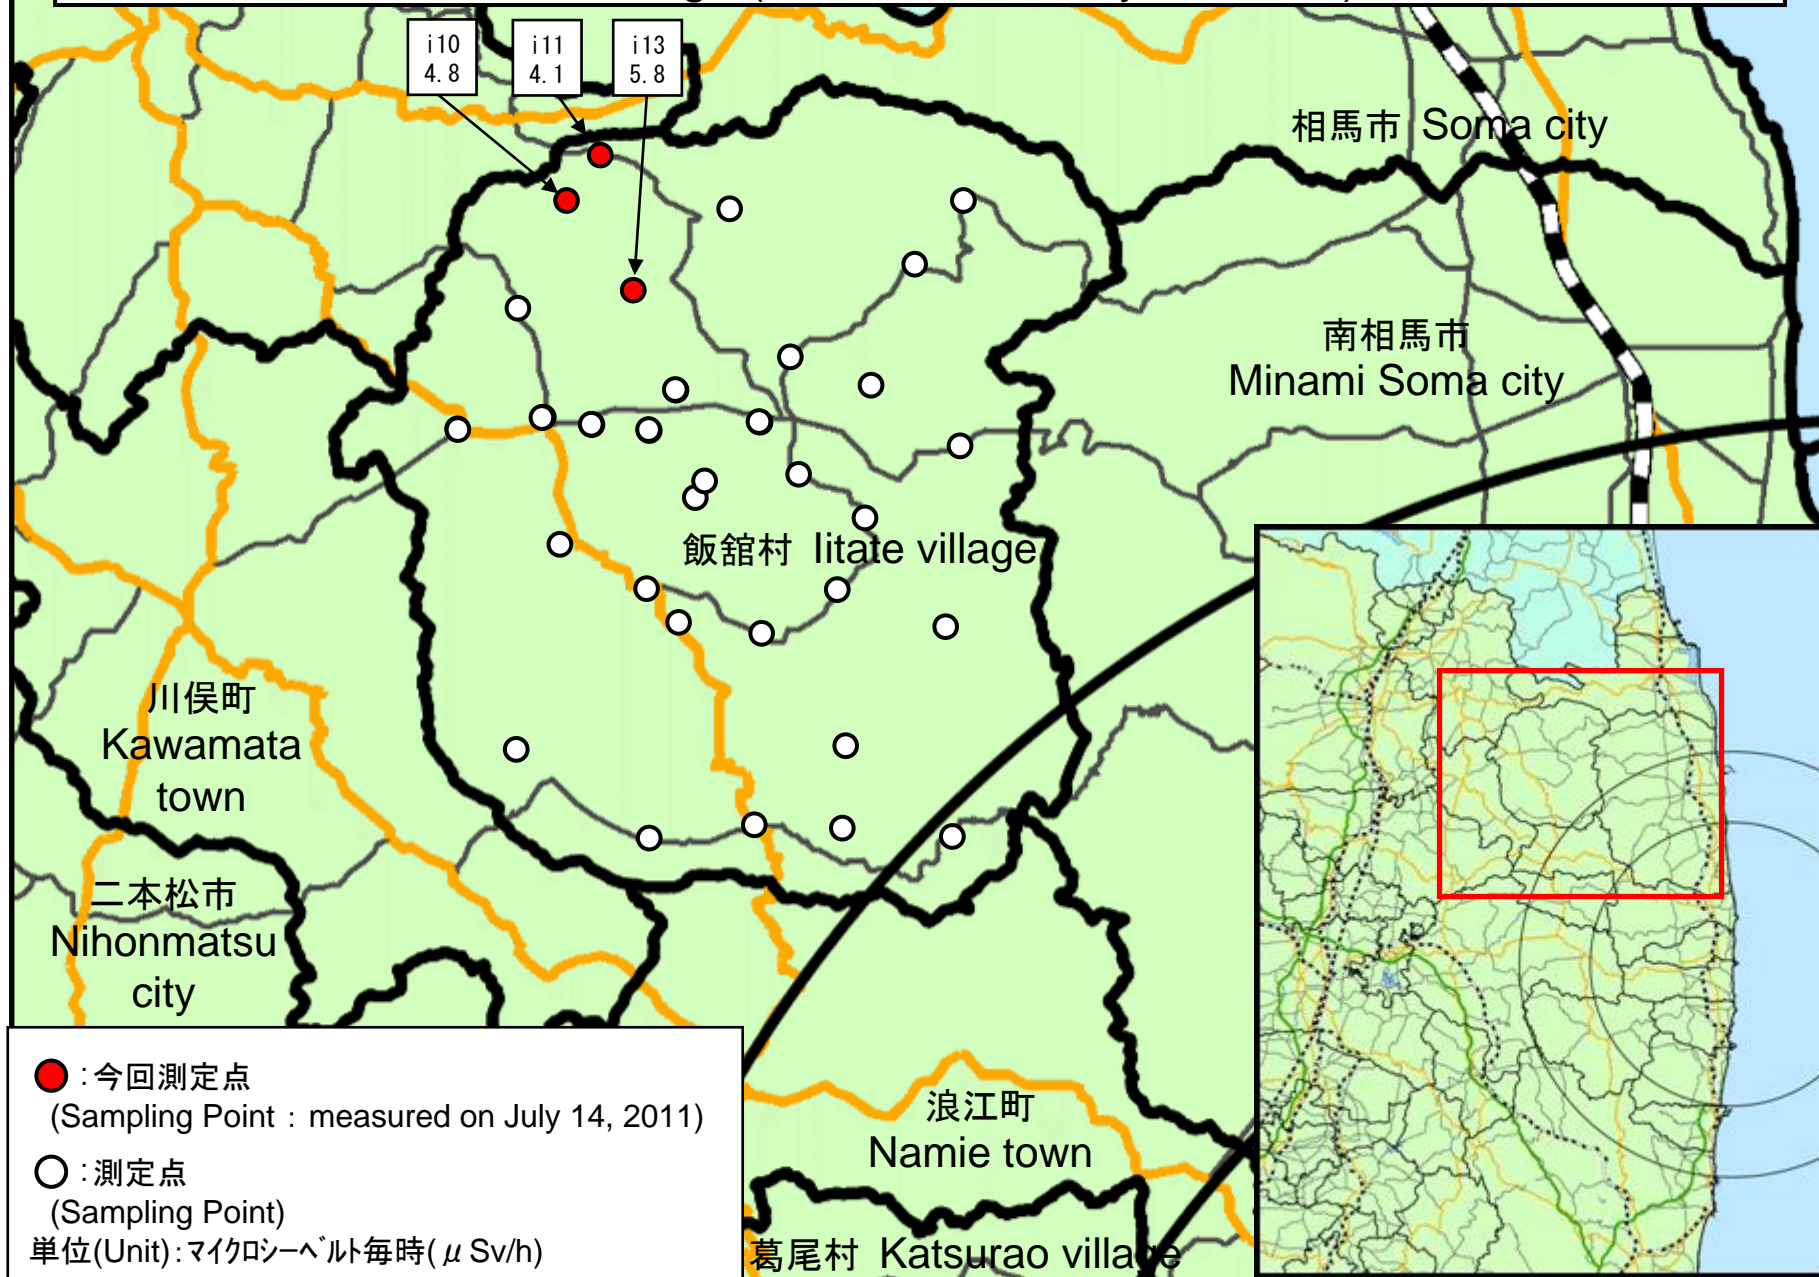 i10
4.8
i11
4.1
i13
5.8
相馬市 Soma city
南相馬市
Minami Soma city
飯舘村 Iitate village
川俣町
Kawamata
town
二本松市
Nihonmatsu
city
浪江町
Namie town
葛尾村 Katsurao village
:今回測定点
(Sampling Point : measured on July 14, 2011)
:測定点
(Sampling Point)
単位(Unit):マイクロシーベルト毎時(μSv/h)